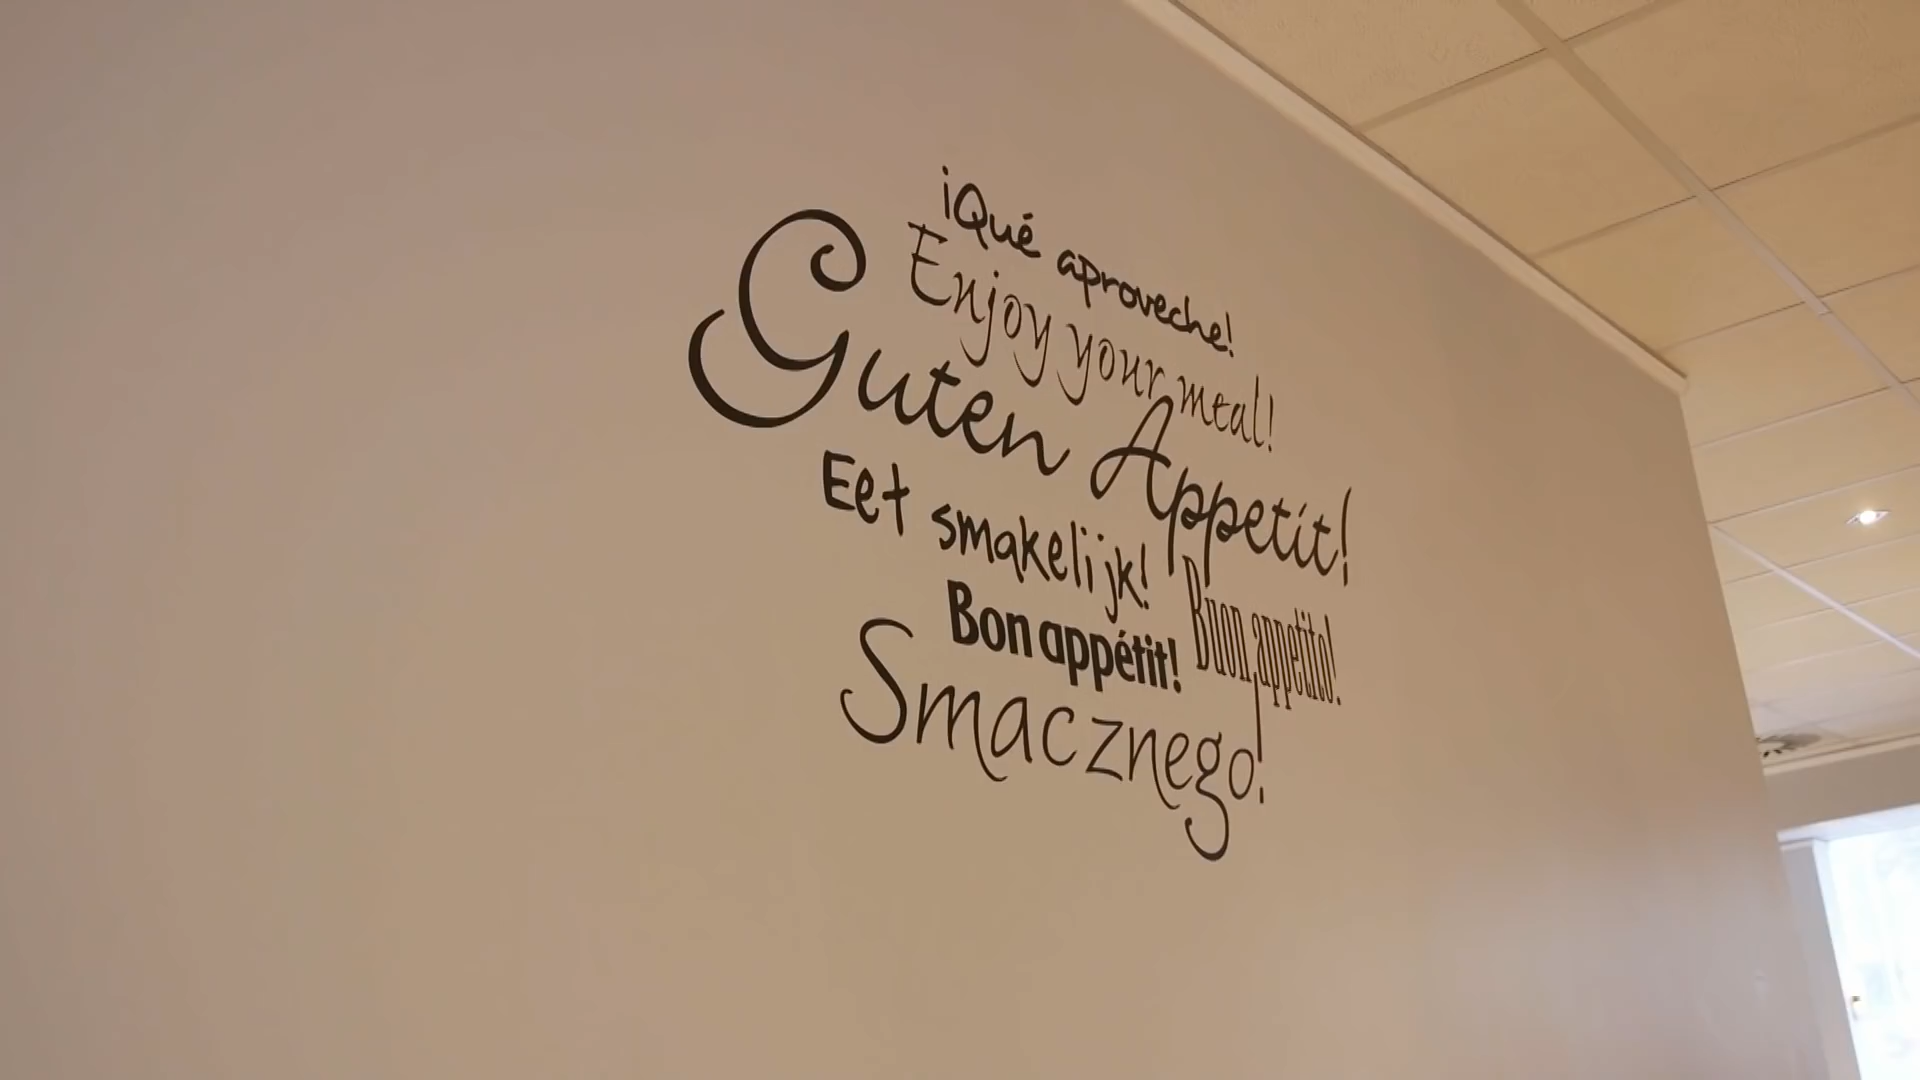 ¡Qué aproveche!
Enjoy your meal!
Guten Appetit!
Eet smakelijk!
Bon appétit!
Buon appetito!
Smacznego!